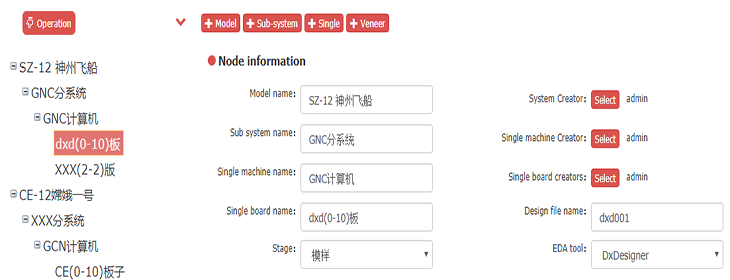 Operation
+ Model + Sub-system + Single + Veneer
SZ-12 神州飞船
GNC分系统
GNC计算机
dxd(0-10)板
XXX(2-2)版
CE-12嫦娥一号
XXX分系统
GCN计算机
CE(0-10)板子
Node information
Model name: SZ-12 神州飞船
System Creator: Select admin
Sub system name: GNC分系统
Single machine Creator: Select admin
Single machine name: GNC计算机
Single board creators: Select admin
Single board name: dxd(0-10)板
Design file name: dxd001
Stage: 模样
EDA tool: DxDesigner